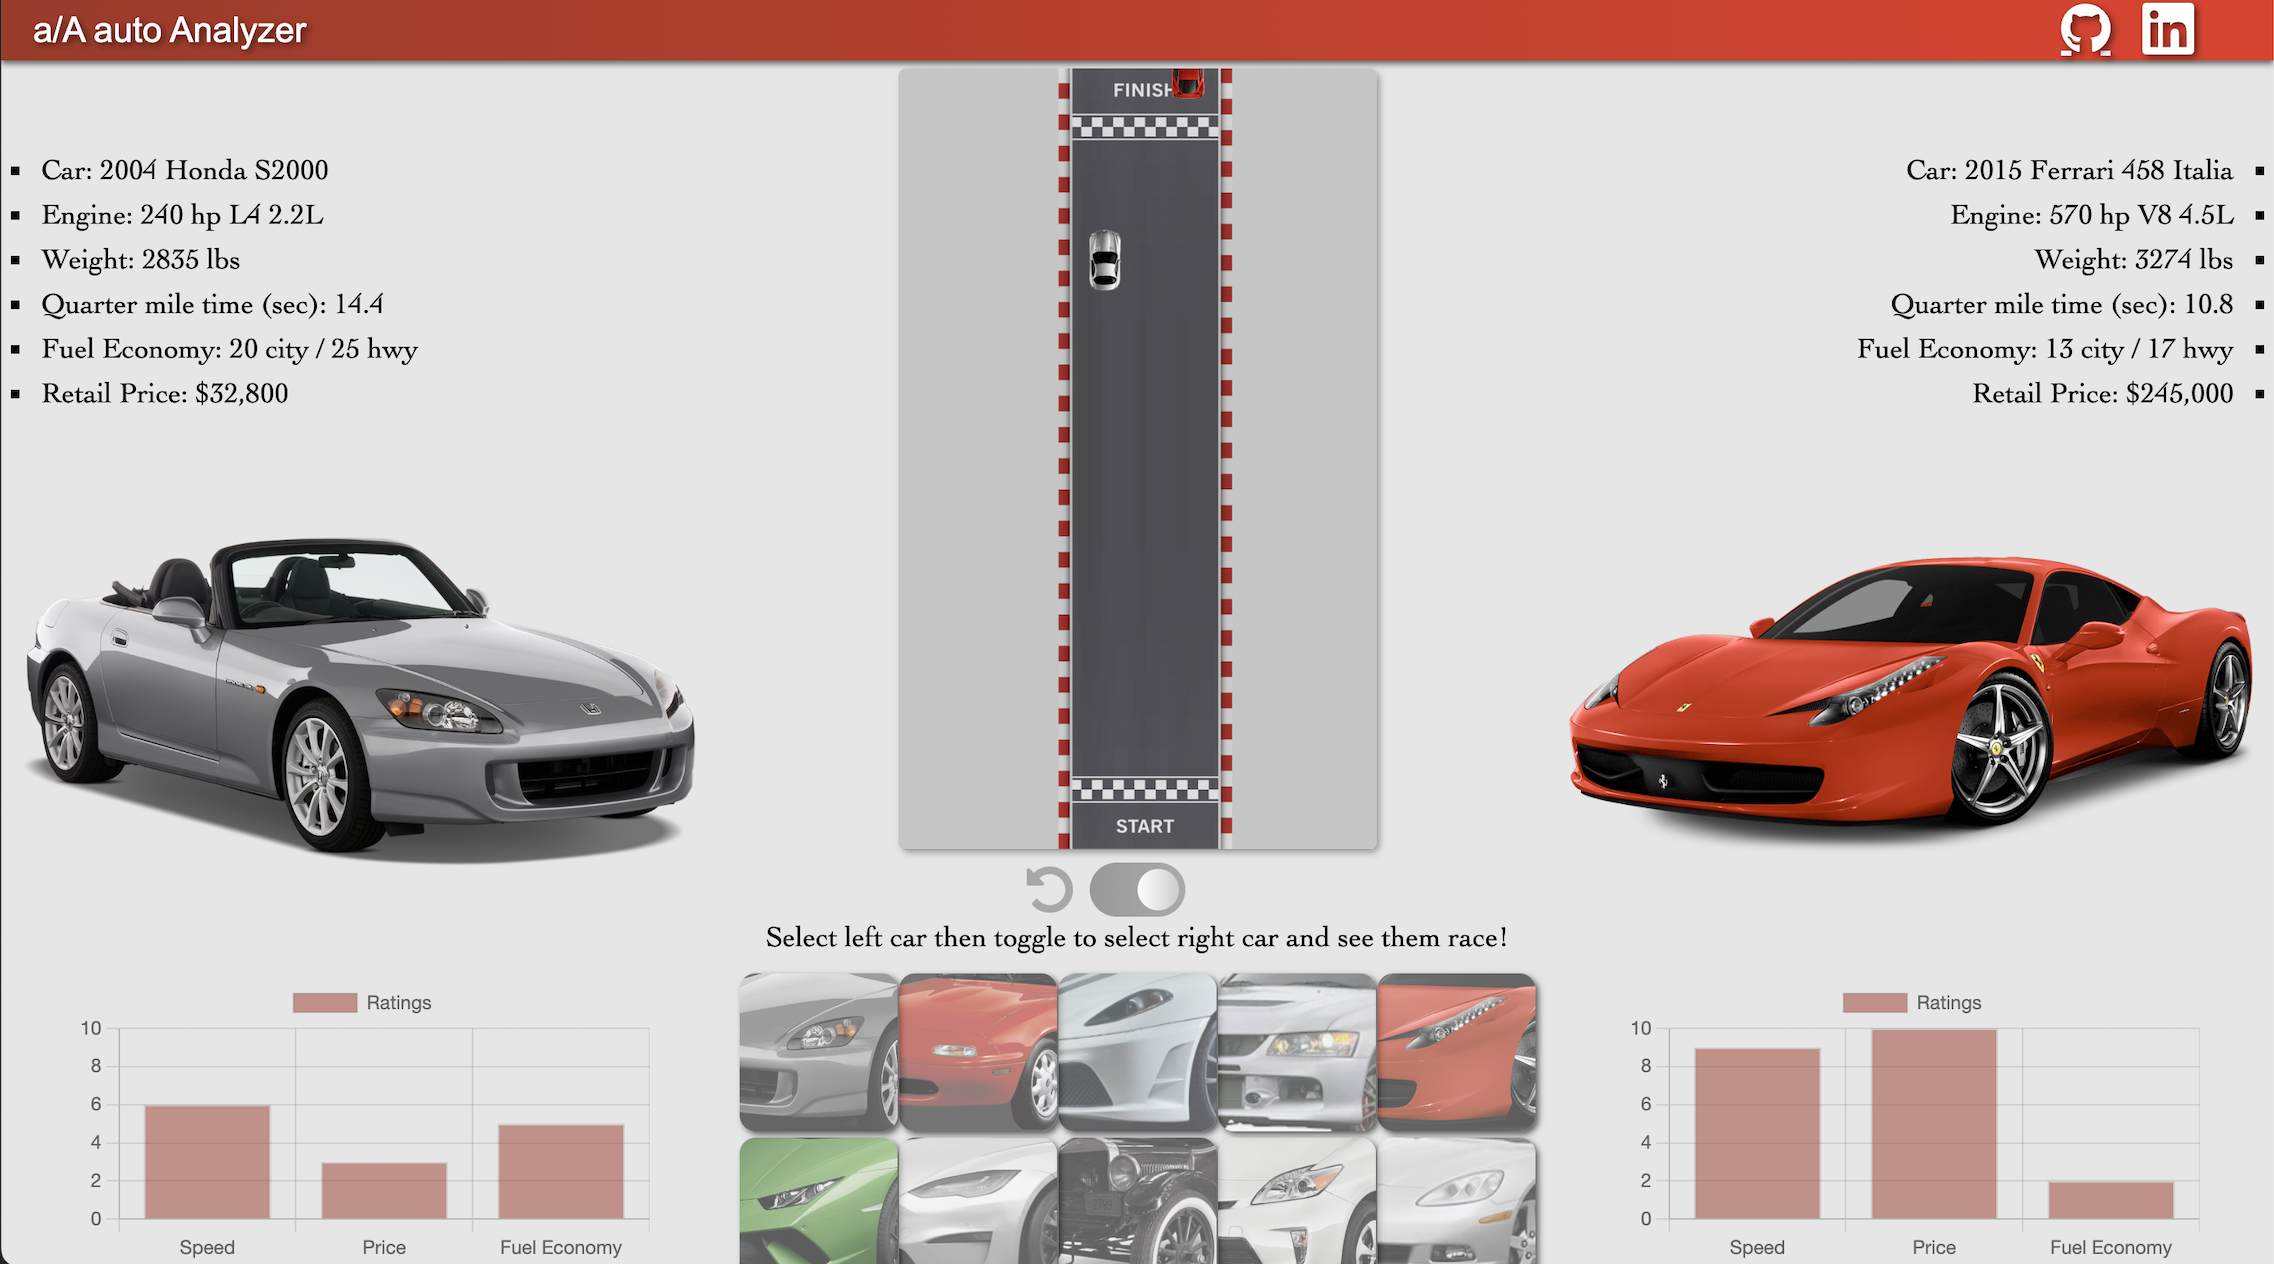 a/A auto Analyzer
in
Car: 2004 Honda S2000
Engine: 240 hp L4 2.2L
Weight: 2835 lbs
Quarter mile time (sec): 14.4
Fuel Economy: 20 city / 25 hwy
Retail Price: $32,800
FINISH
START
Car: 2015 Ferrari 458 Italia
Engine: 570 hp V8 4.5L
Weight: 3274 lbs
Quarter mile time (sec): 10.8
Fuel Economy: 13 city / 17 hwy
Retail Price: $245,000
Select left car then toggle to select right car and see them race!
Ratings
10
8
6
4
2
0
Speed Price Fuel Economy
Ratings
10
8
6
4
2
0
Speed Price Fuel Economy